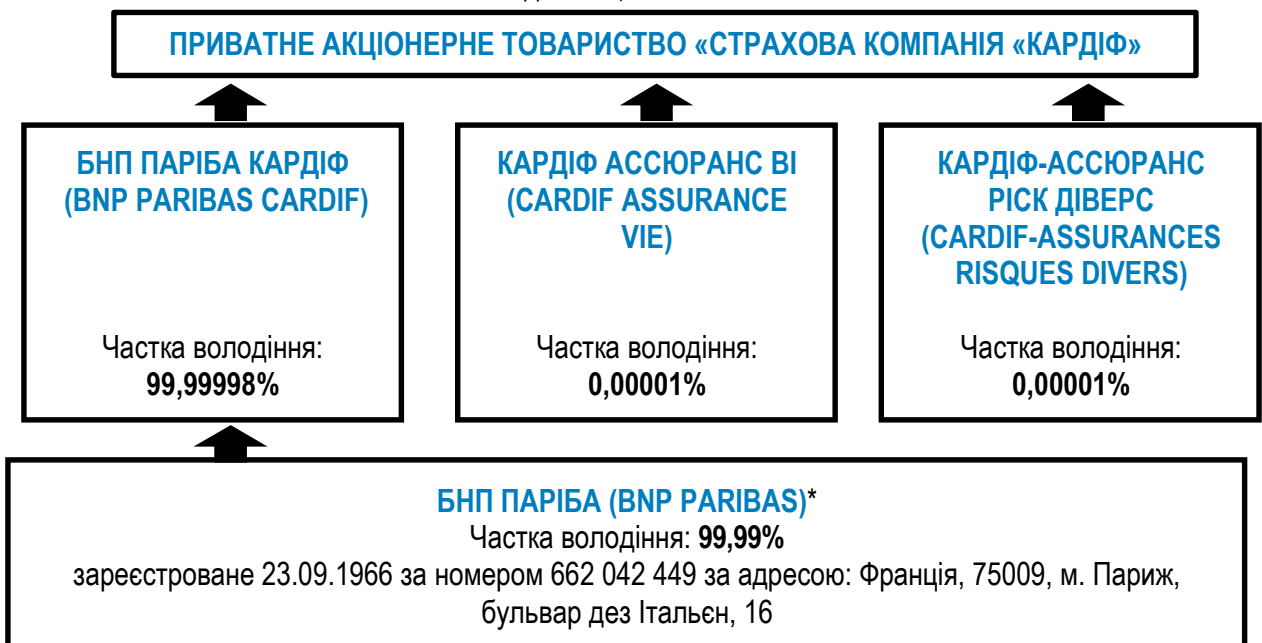 ПРИВАТНЕ АКЦІОНЕРНЕ ТОВАРИСТВО «СТРАХОВА КОМПАНІЯ «КАРДІФ»
БНП ПАРІБА КАРДІФ
(BNP PARIBAS CARDIF)
Частка володіння:
99,99998%
КАРДІФ АССЮРАНС ВІ
(CARDIF ASSURANCE
VIE)
Частка володіння:
0,00001%
КАРДІФ-АССЮРАНС
РІСК ДІВЕРС
(CARDIF-ASSURANCES
RISQUES DIVERS)
Частка володіння:
0,00001%
БНП ПАРІБА (BNP PARIBAS)*
Частка володіння: 99,99%
зареєстроване 23.09.1966 за номером 662 042 449 за адресою: Франція, 75009, м. Париж,
бульвар дез Італьєн, 16